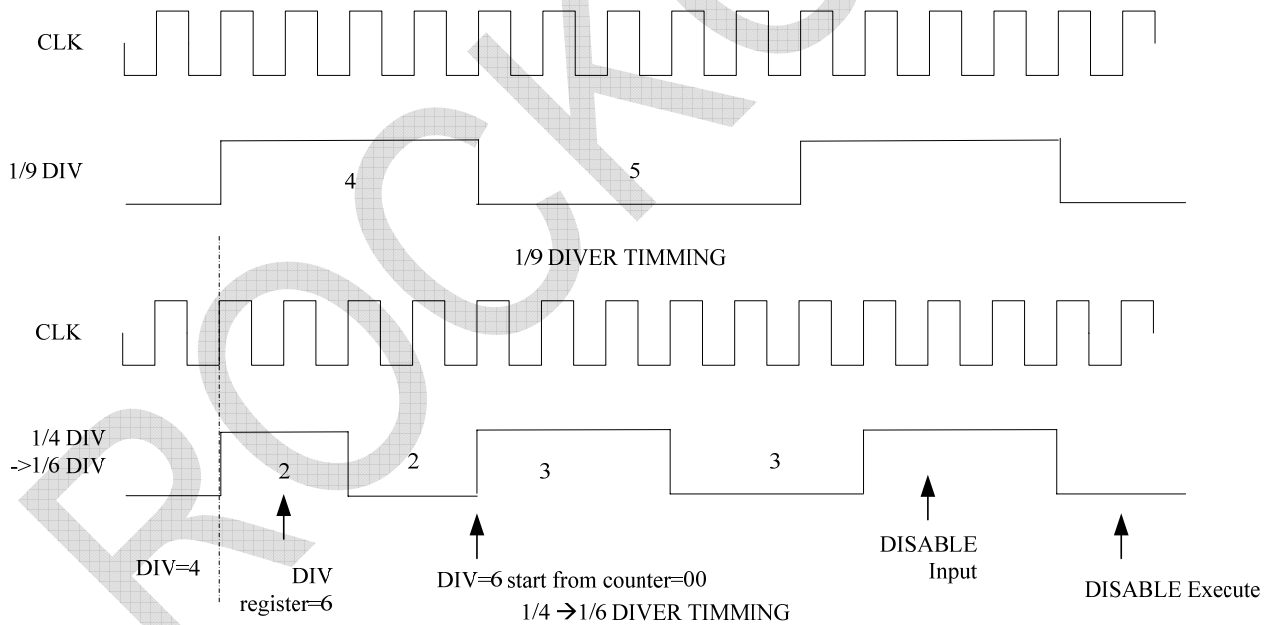 CLK
1/9 DIV
4
5
1/9 DIVER TIMMING
CLK
1/4 DIV
->1/6 DIV
2
2
3
3
DIV=4
DIV
register=6
DIV=6 start from counter=00
DISABLE
Input
DISABLE Execute
1/4 →1/6 DIVER TIMMING
ROCKC